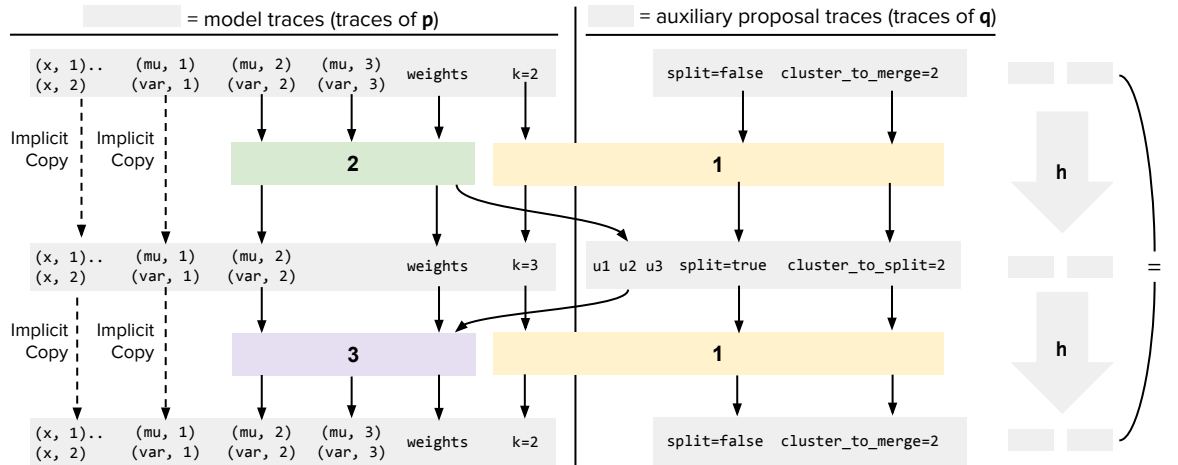 = model traces (traces of p)
= auxiliary proposal traces (traces of q)
(x, 1).. (mu, 1) (mu, 2) (mu, 3) weights k=2 split=false cluster_to_merge=2
(x, 2) (var, 1) (var, 2) (var, 3)
Implicit Copy
Implicit Copy
2
1
h
(x, 1).. (mu, 1) (mu, 2) weights k=3 u1 u2 u3 split=true cluster_to_split=2
(x, 2) (var, 1) (var, 2)
=
Implicit Copy
Implicit Copy
3
1
h
(x, 1).. (mu, 1) (mu, 2) (mu, 3) weights k=2 split=false cluster_to_merge=2
(x, 2) (var, 1) (var, 2) (var, 3)